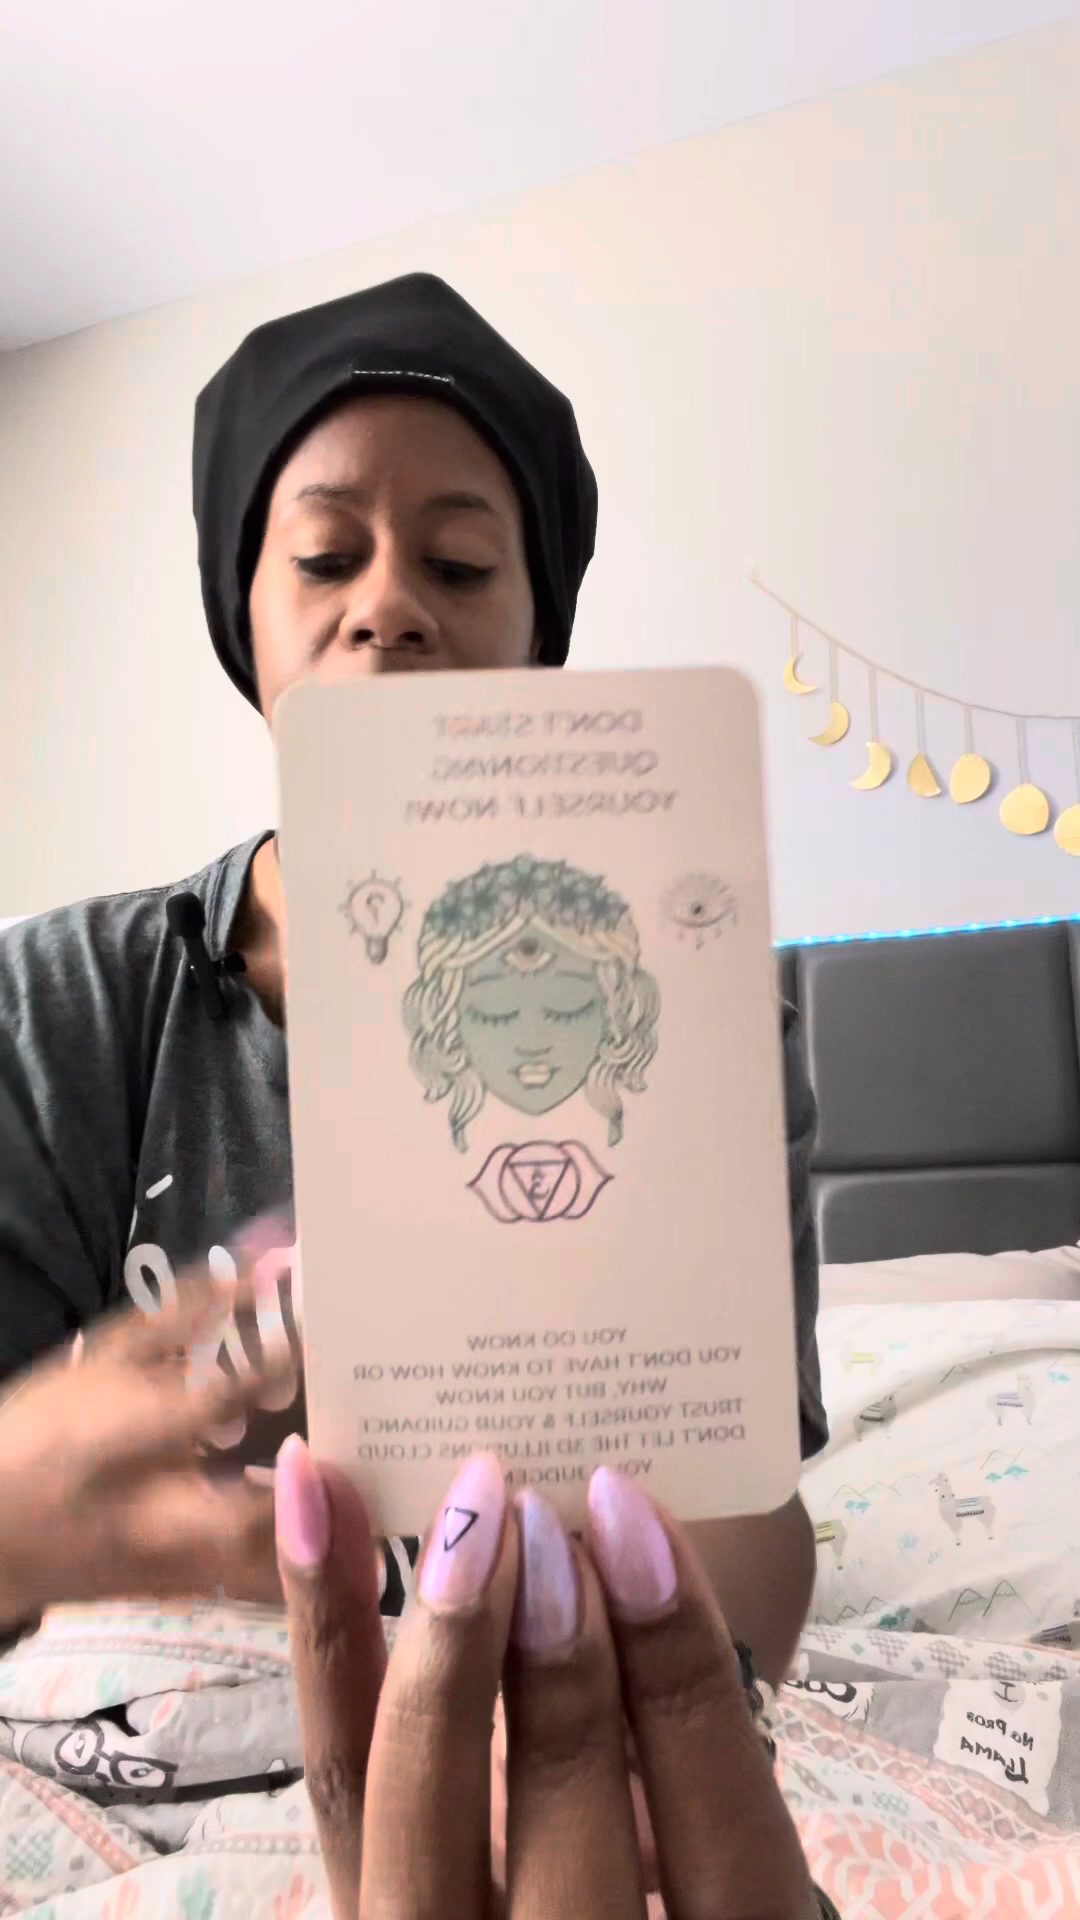 DON'T START
QUESTIONING
YOURSELF NOW!
YOU DO KNOW
YOU DON'T HAVE TO KNOW HOW OR
WHY, BUT YOU KNOW.
TRUST YOURSELF & YOUR GUIDANCE
DON'T LET THE 3D ILLUSIONS CLOUD
I
No PROB
LLAMA